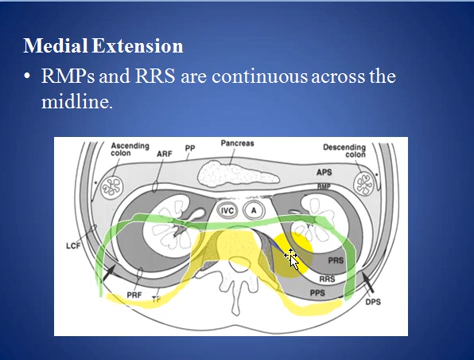 Medial Extension
• RMPs and RRS are continuous across the
midline.
Ascending
colon
ARF
PP
Pancreas
Descending
colon
APS
RMP
IVC
A
LCF
PRS
RRS
PRF
TP
PPS
DPS